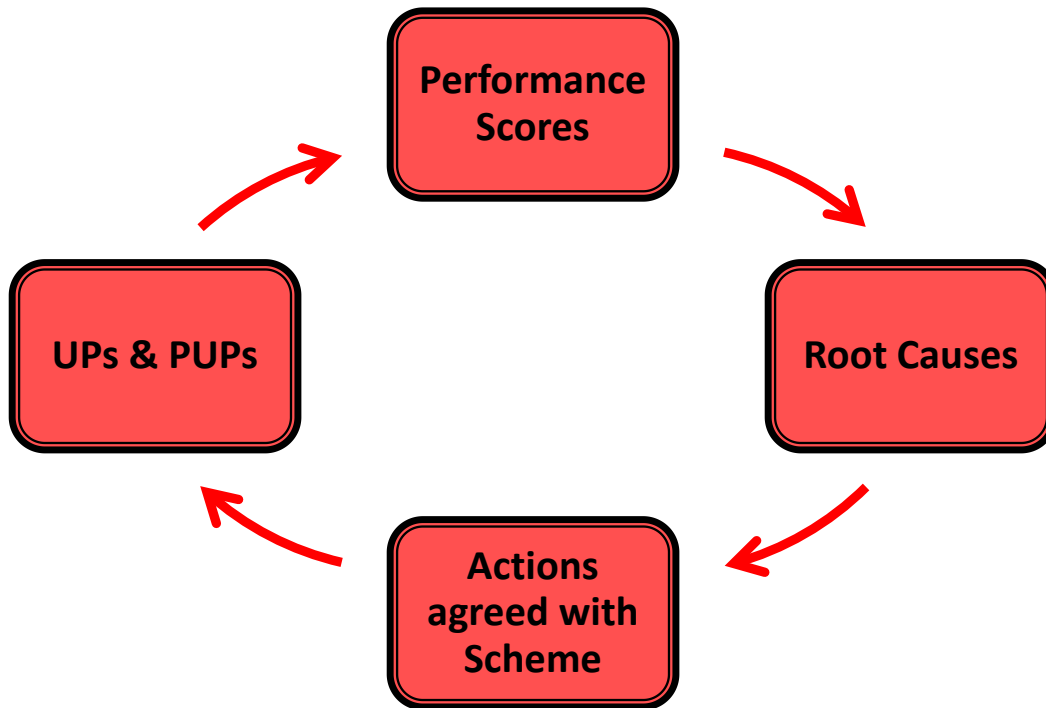 Performance
Scores
UPs & PUPs
Root Causes
Actions
agreed with
Scheme